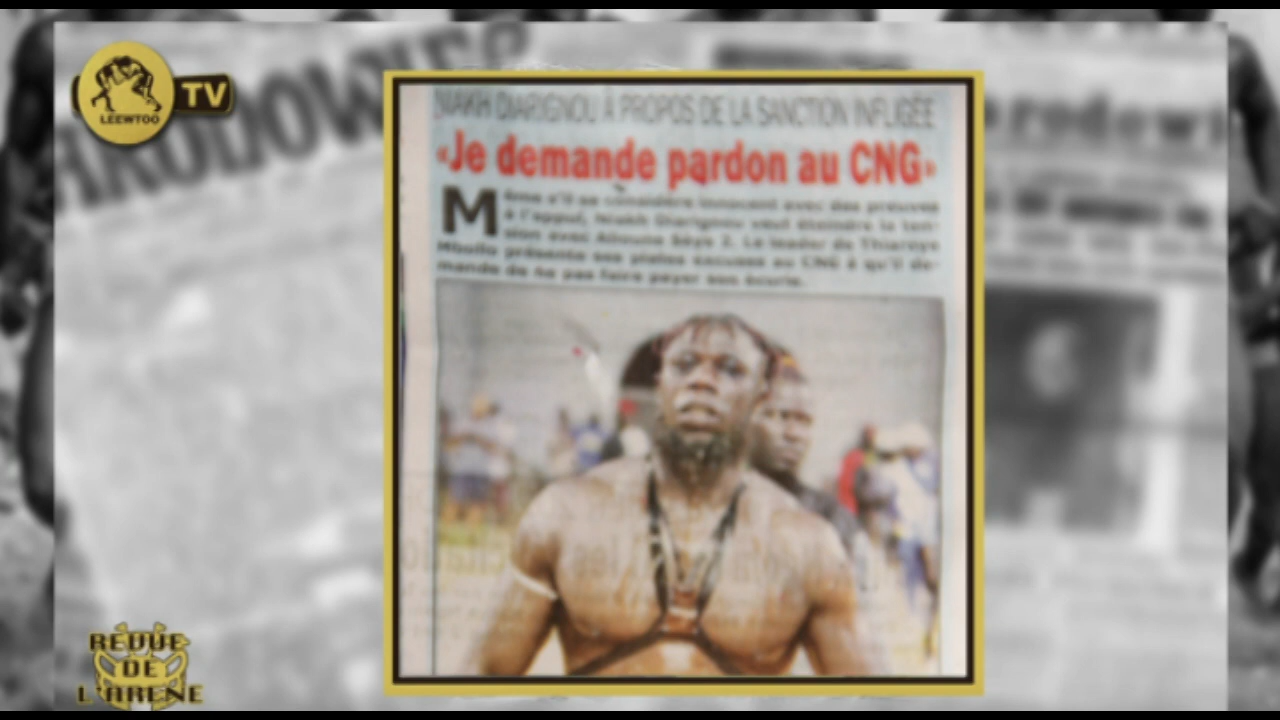 LEEWTOO
TV
NIAKH DIARIGNOU À PROPOS DE LA SANCTION INFLIGÉE
«Je demande pardon au CNG»
Même s'il se considère innocent avec des preuves
à l'appui, Niakh Diarignou veut éteindre la ten-
sion avec Alioune Sèye 2. Le leader de Thiaroye
Mbollo présente ses plates excuses au CNG à qu'il de-
mande de ne pas faire payer son écurie.
REVUE
DE
L'ARENE